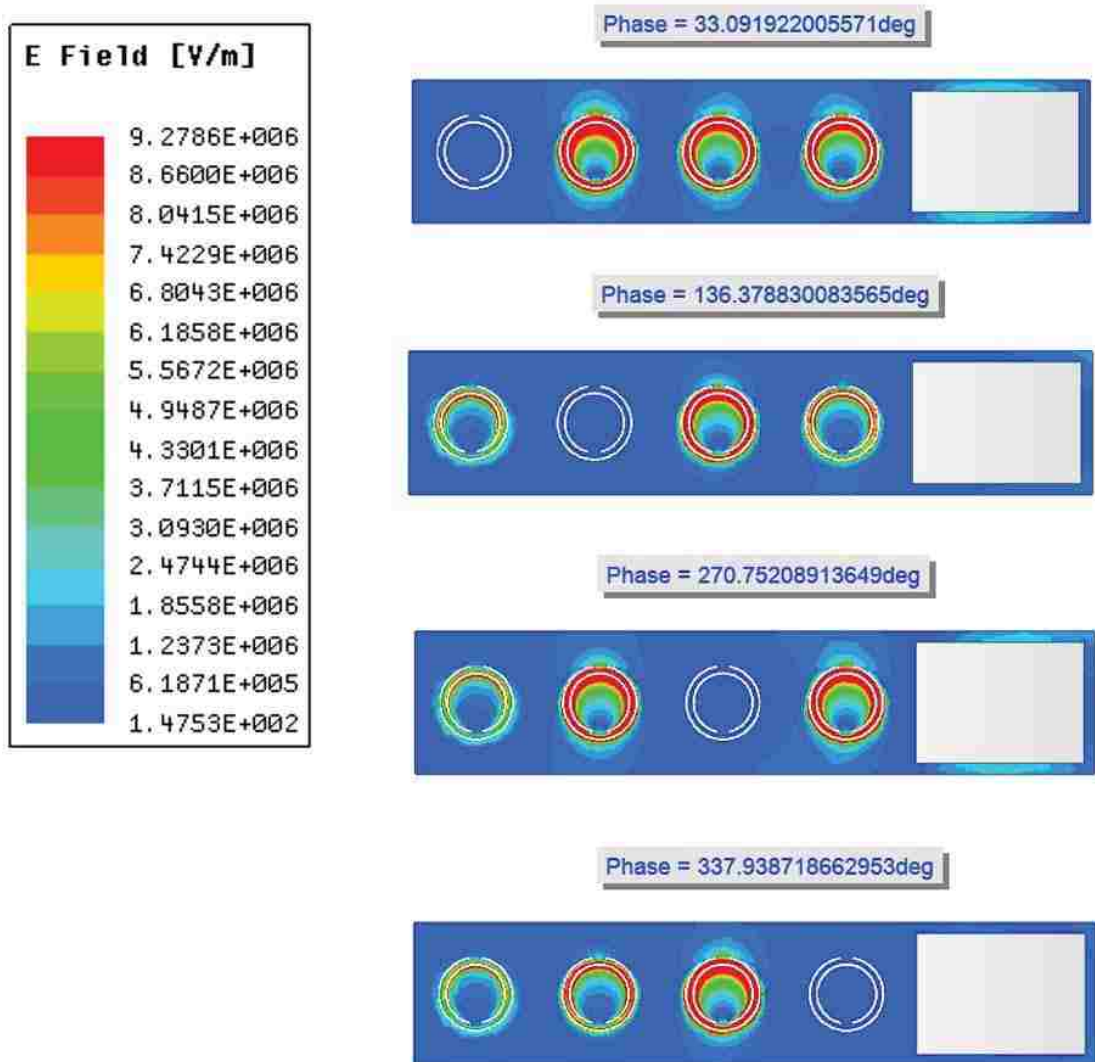 E Field [V/m]
9.2786E+006
8.6600E+006
8.0415E+006
7.4229E+006
6.8043E+006
6.1858E+006
5.5672E+006
4.9487E+006
4.3301E+006
3.7115E+006
3.0930E+006
2.4744E+006
1.8558E+006
1.2373E+006
6.1871E+005
1.4753E+002
Phase = 33.091922005571deg
Phase = 136.378830083565deg
Phase = 270.75208913649deg
Phase = 337.938718662953deg